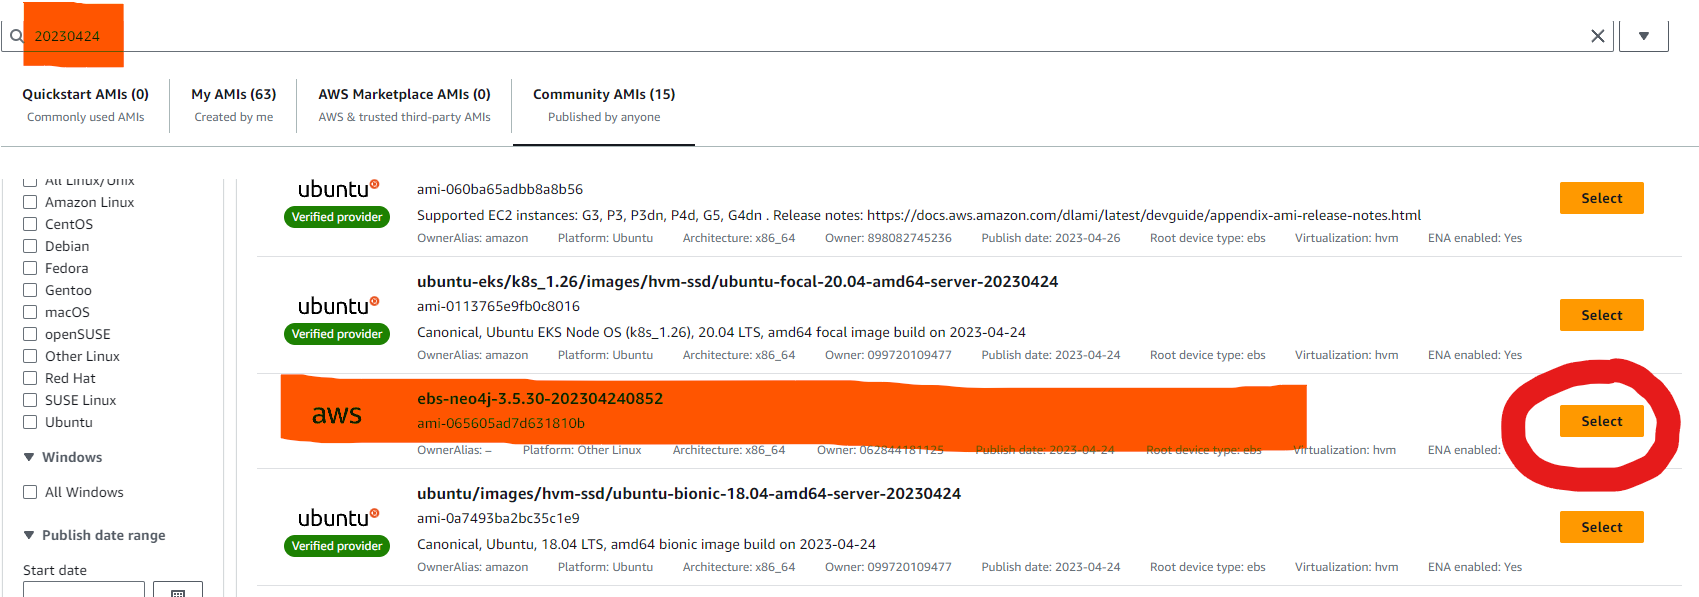 20230424
Quickstart AMIs (0)
Commonly used AMIs
My AMIs (63)
Created by me
AWS Marketplace AMIs (0)
AWS & trusted third-party AMIs
Community AMIs (15)
Published by anyone
All Linux/Unix
Amazon Linux
CentOS
Debian
Fedora
Gentoo
macOS
openSUSE
Other Linux
Red Hat
SUSE Linux
Ubuntu
Windows
All Windows
Publish date range
Start date
ubuntu
Verified provider
ami-060ba65adbb8a8b56
Supported EC2 instances: G3, P3, P3dn, P4d, G5, G4dn . Release notes: https://docs.aws.amazon.com/dlami/latest/devguide/appendix-ami-release-notes.html
OwnerAlias: amazon Platform: Ubuntu Architecture: x86_64 Owner: 898082745236 Publish date: 2023-04-26 Root device type: ebs Virtualization: hvm ENA enabled: Yes
Select
ubuntu
Verified provider
ubuntu-eks/k8s_1.26/images/hvm-ssd/ubuntu-focal-20.04-amd64-server-20230424
ami-0113765e9fb0c8016
Canonical, Ubuntu EKS Node OS (k8s_1.26), 20.04 LTS, amd64 focal image build on 2023-04-24
OwnerAlias: amazon Platform: Ubuntu Architecture: x86_64 Owner: 099720109477 Publish date: 2023-04-24 Root device type: ebs Virtualization: hvm ENA enabled: Yes
Select
aws
ebs-neo4j-3.5.30-202304240852
ami-065605ad7d631810b
OwnerAlias: – Platform: Other Linux Architecture: x86_64 Owner: 062844181125 Publish date: 2023-04-24 Root device type: ebs Virtualization: hvm ENA enabled:
Select
ubuntu
Verified provider
ubuntu/images/hvm-ssd/ubuntu-bionic-18.04-amd64-server-20230424
ami-0a7493ba2bc35c1e9
Canonical, Ubuntu, 18.04 LTS, amd64 bionic image build on 2023-04-24
OwnerAlias: amazon Platform: Ubuntu Architecture: x86_64 Owner: 099720109477 Publish date: 2023-04-24 Root device type: ebs Virtualization: hvm ENA enabled: Yes
Select